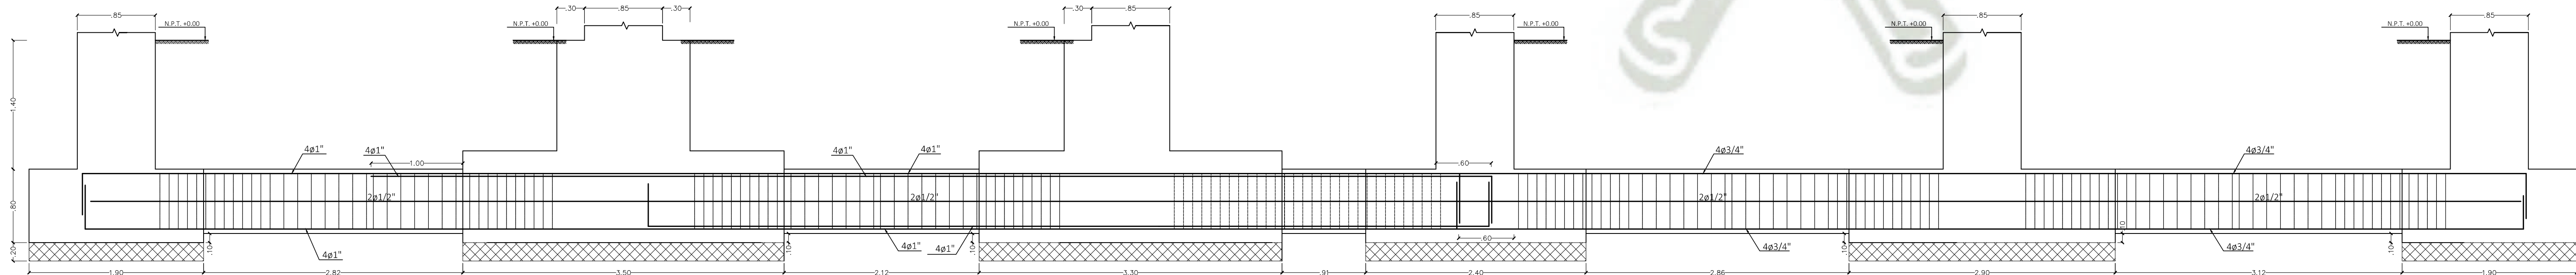 .85
.30
.85
.30
.30
.85
.85
.85
.85
N.P.T. +0.00
N.P.T. +0.00
N.P.T. +0.00
N.P.T. +0.00
N.P.T. +0.00
N.P.T. +0.00
1.40
4ø1"
4ø1"
4ø1"
4ø1"
4ø3/4"
4ø3/4"
1.00
.60
2ø1/2"
2ø1/2"
2ø1/2"
2ø1/2"
.80
.10
.60
4ø1"
4ø1"
4ø1"
4ø3/4"
4ø3/4"
.20
.10
.10
.10
.10
.10
1.90
2.82
3.50
2.12
3.30
.91
2.40
2.86
2.90
3.12
1.90